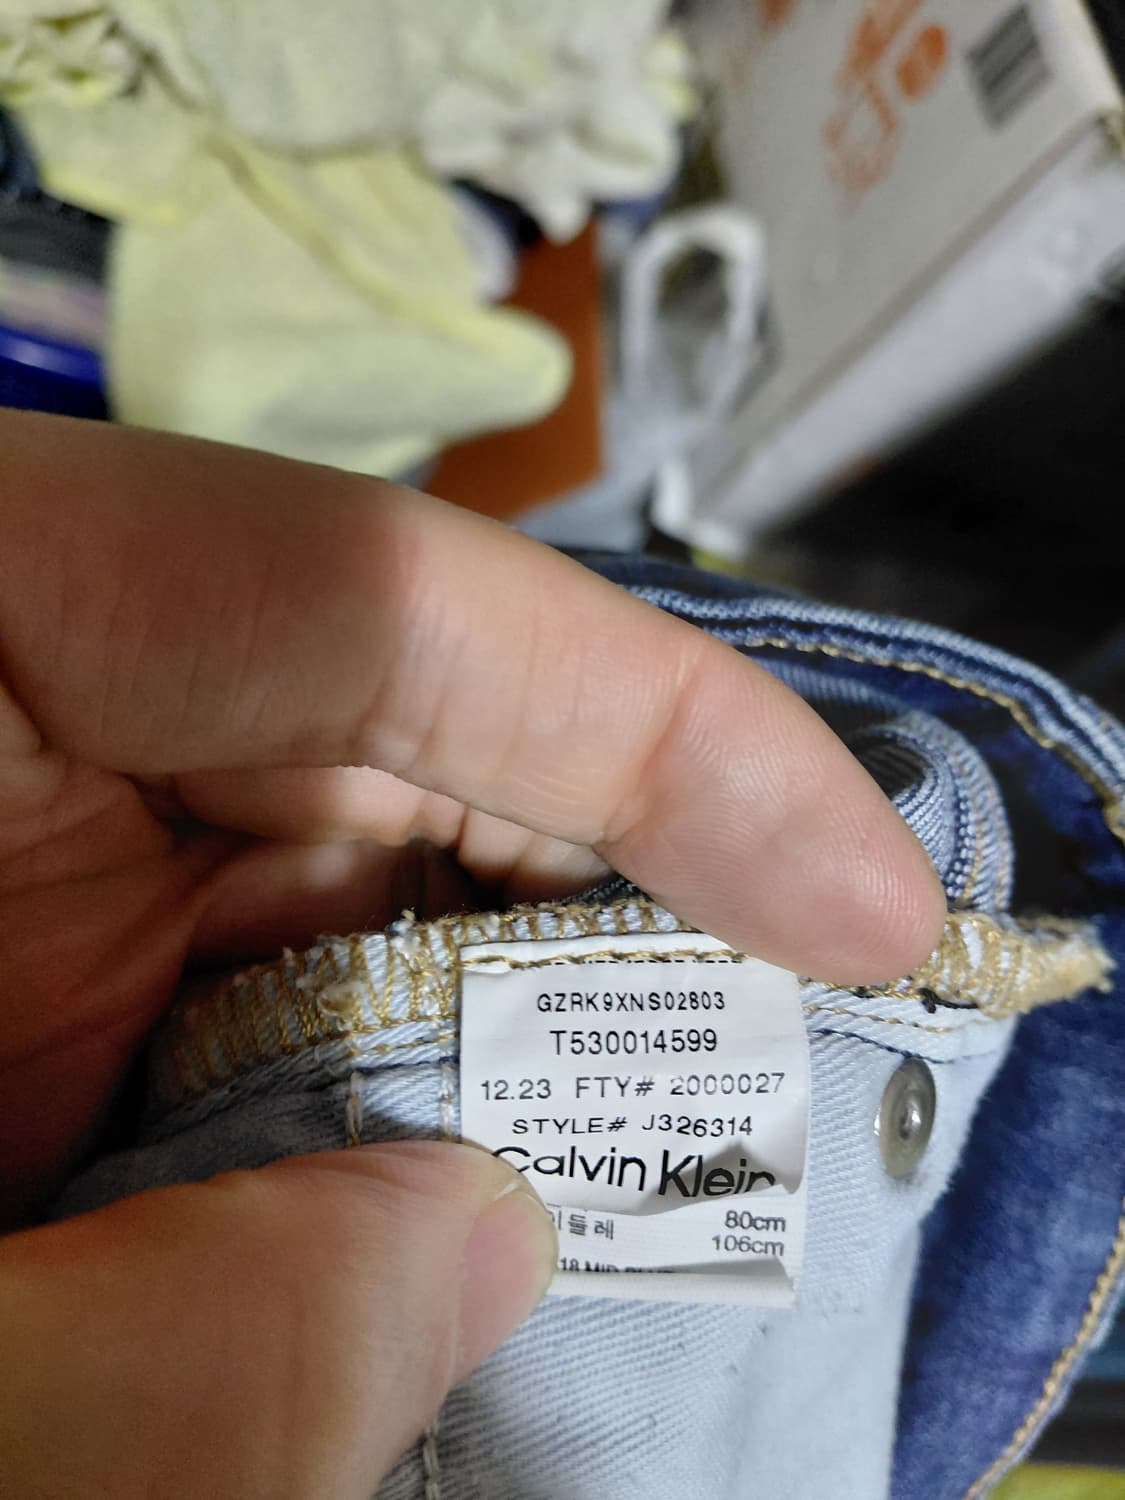 GZRK9XNS02803
T530014599
12.23 FTY# 2000027
STYLE# J326314
Calvin Klein
80cm
106cm